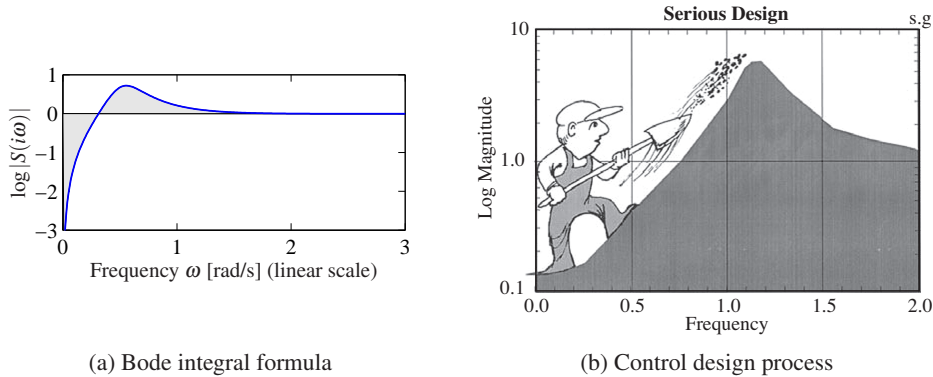 1
0
−1
−2
−3
log |S(iω)|
0 1 2 3
Frequency ω [rad/s] (linear scale)
(a) Bode integral formula
Serious Design
s.g
10
1.0
0.1
Log Magnitude
0.0 0.5 1.0 1.5 2.0
Frequency
(b) Control design process